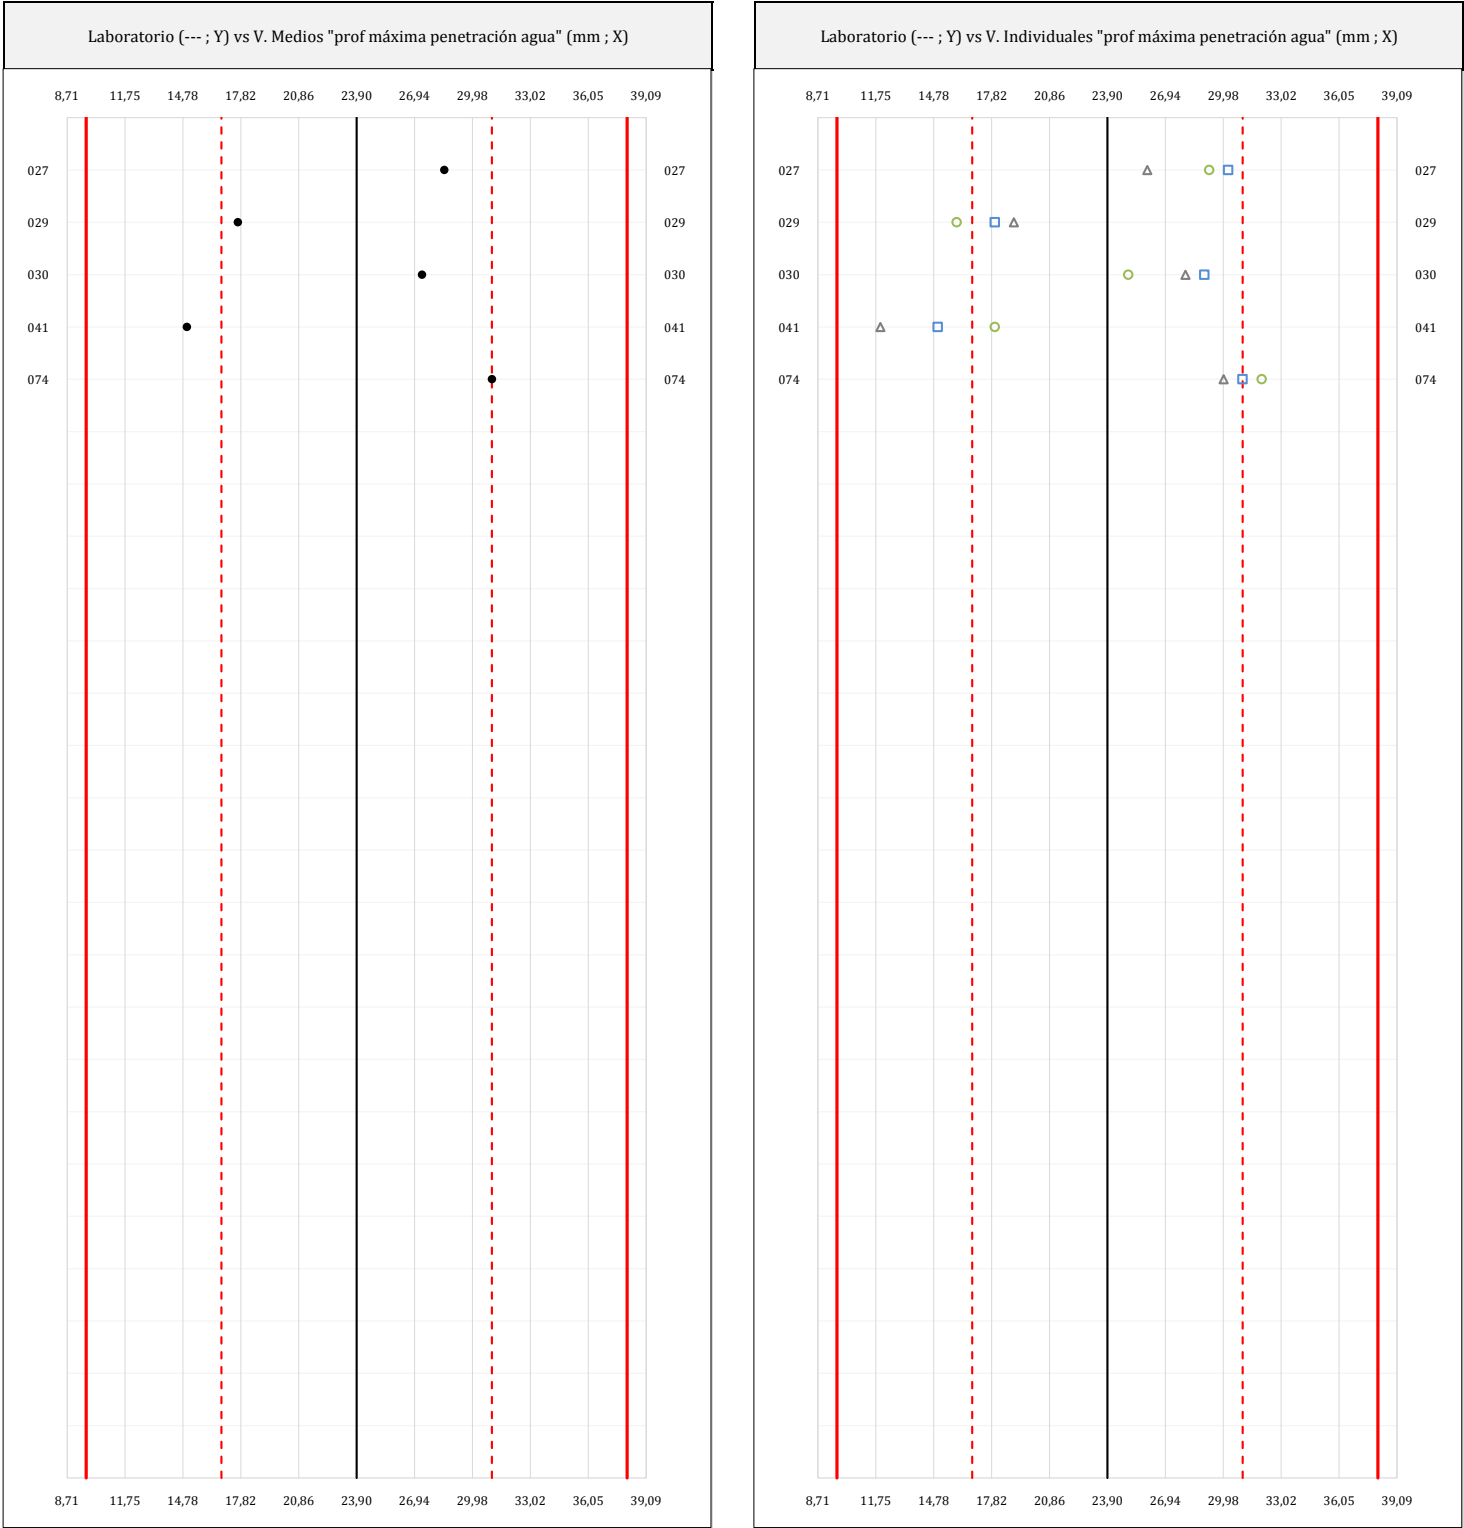 Laboratorio (--- ; Y) vs V. Medios "prof máxima penetración agua" (mm ; X)
8,71 11,75 14,78 17,82 20,86 23,90 26,94 29,98 33,02 36,05 39,09
027 027
029 029
030 030
041 041
074 074
8,71 11,75 14,78 17,82 20,86 23,90 26,94 29,98 33,02 36,05 39,09
Laboratorio (--- ; Y) vs V. Individuales "prof máxima penetración agua" (mm ; X)
8,71 11,75 14,78 17,82 20,86 23,90 26,94 29,98 33,02 36,05 39,09
027 027
029 029
030 030
041 041
074 074
8,71 11,75 14,78 17,82 20,86 23,90 26,94 29,98 33,02 36,05 39,09